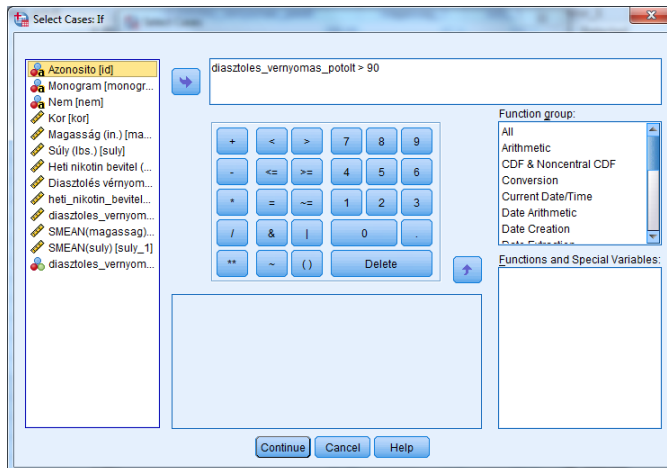 Select Cases: If
Azonosito [id]
Monogram [monogr...
Nem [nem]
Kor [kor]
Magasság (in.) [ma...
Súly (lbs.) [suly]
Heti nikotin bevitel (...
Diasztolés vérnyom...
heti_nikotin_bevitel...
diasztoles_vernyom...
SMEAN(magassag)...
SMEAN(suly) [suly_1]
diasztoles_vernyom...
diasztoles_vernyomas_potolt > 90
+ < > 7 8 9
- <= >= 4 5 6
* = ~= 1 2 3
/ & | 0 .
** ~ ( ) Delete
Function group:
All
Arithmetic
CDF & Noncentral CDF
Conversion
Current Date/Time
Date Arithmetic
Date Creation
Date Extraction
Functions and Special Variables:
Continue Cancel Help